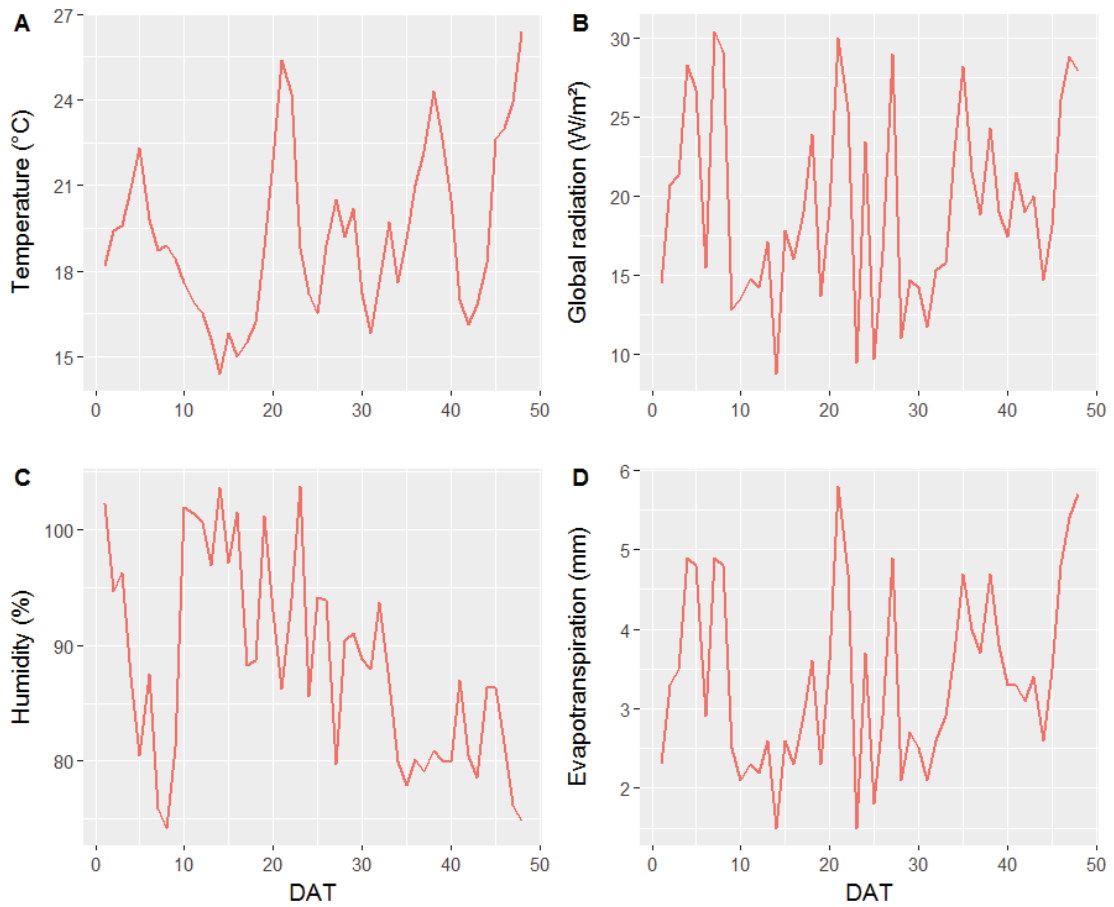 A
Temperature (°C)
27
24
21
18
15
0 10 20 30 40 50
B
Global radiation (W/m²)
30
25
20
15
10
0 10 20 30 40 50
C
Humidity (%)
100
90
80
0 10 20 30 40 50
DAT
D
Evapotranspiration (mm)
6
5
4
3
2
0 10 20 30 40 50
DAT